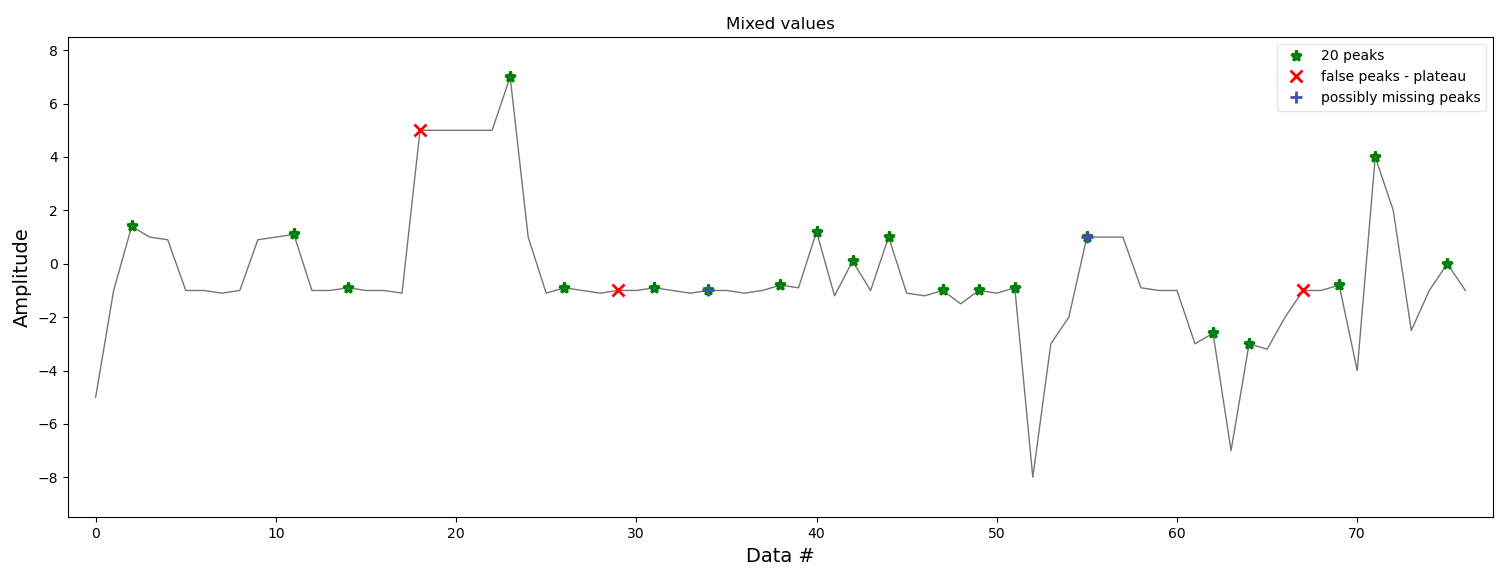 Mixed values
8
6
4
2
0
−2
−4
−6
−8
Amplitude
20 peaks
false peaks - plateau
possibly missing peaks
0 10 20 30 40 50 60 70
Data #